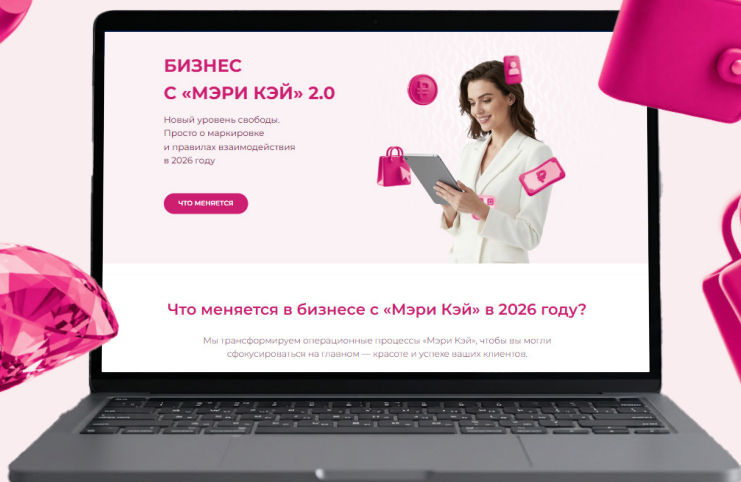 БИЗНЕС
С «МЭРИ КЭЙ» 2.0
Новый уровень свободы.
Просто о маркировке
и правилах взаимодействия
в 2026 году
ЧТО МЕНЯЕТСЯ
Что меняется в бизнесе с «Мэри Кэй» в 2026 году?
Мы трансформируем операционные процессы «Мэри Кэй», чтобы вы могли
сфокусироваться на главном — красоте и успехе ваших клиентов.